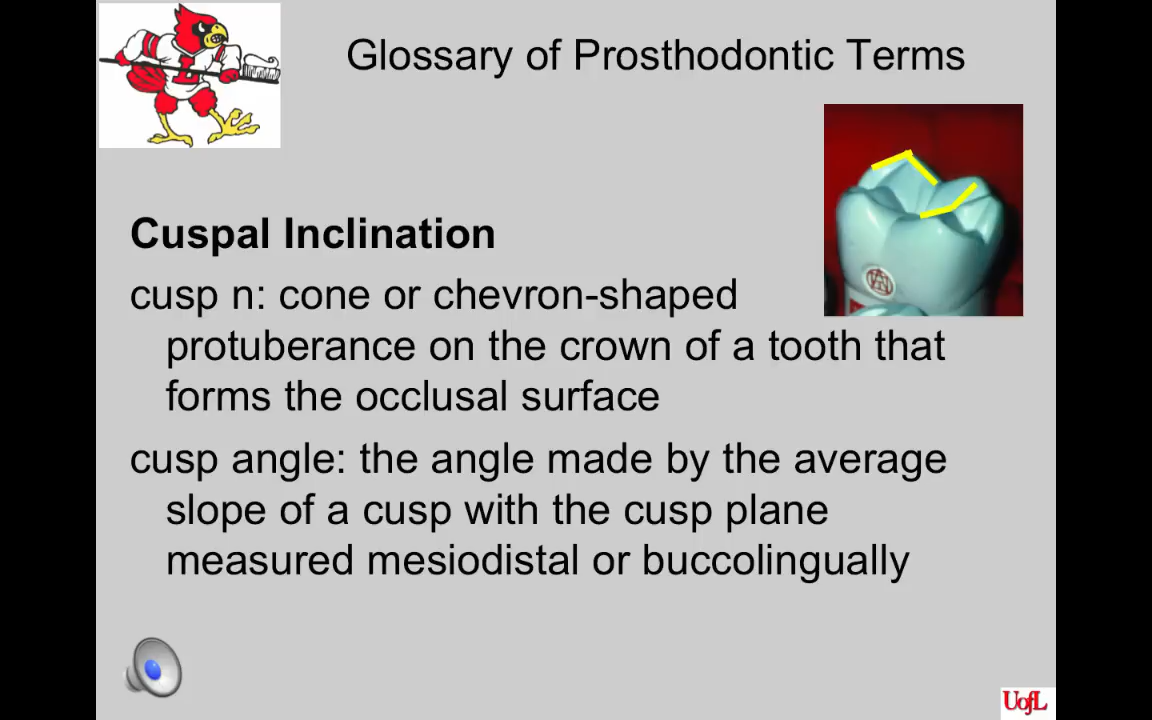 Glossary of Prosthodontic Terms
Cuspal Inclination
cusp n: cone or chevron-shaped
protuberance on the crown of a tooth that
forms the occlusal surface
cusp angle: the angle made by the average
slope of a cusp with the cusp plane
measured mesiodistal or buccolingually
UofL